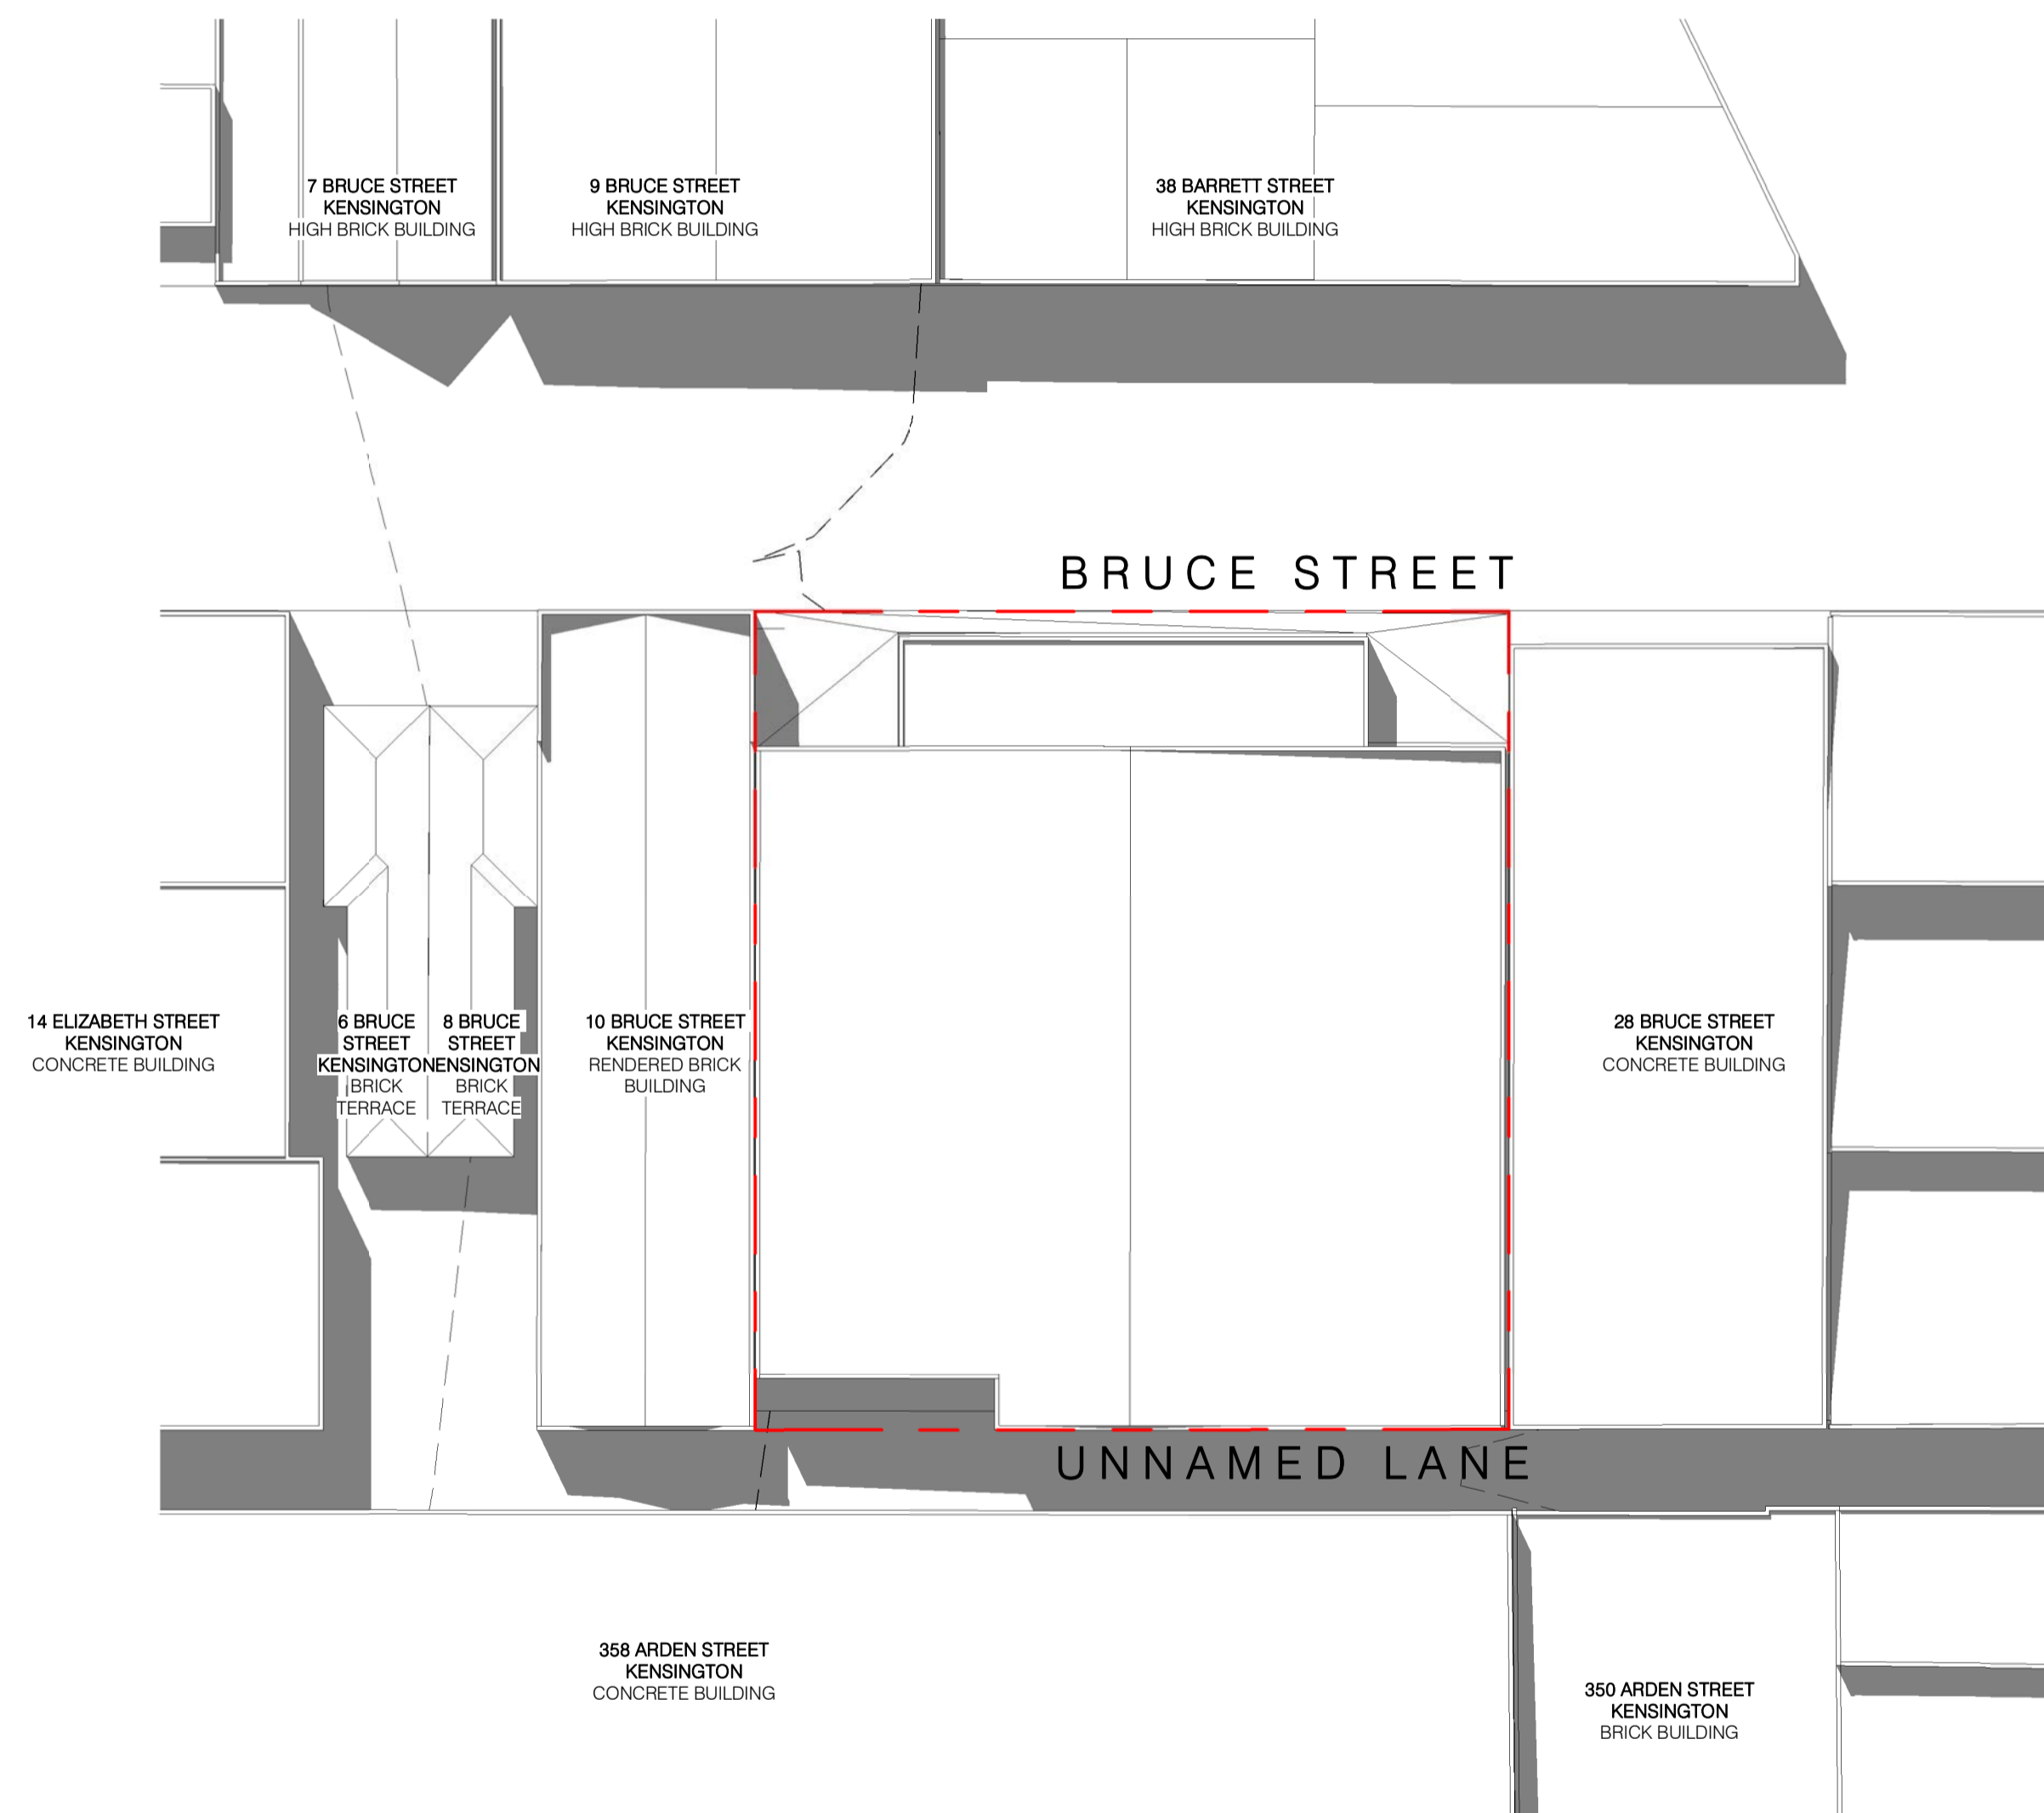 7 BRUCE STREET
KENSINGTON
HIGH BRICK BUILDING
9 BRUCE STREET
KENSINGTON
HIGH BRICK BUILDING
38 BARRETT STREET
KENSINGTON
HIGH BRICK BUILDING
BRUCE STREET
14 ELIZABETH STREET
KENSINGTON
CONCRETE BUILDING
6 BRUCE
STREET
KENSINGTON
BRICK
TERRACE
8 BRUCE
STREET
ENSINGTON
BRICK
TERRACE
10 BRUCE STREET
KENSINGTON
RENDERED BRICK
BUILDING
28 BRUCE STREET
KENSINGTON
CONCRETE BUILDING
UNNAMED LANE
358 ARDEN STREET
KENSINGTON
CONCRETE BUILDING
350 ARDEN STREET
KENSINGTON
BRICK BUILDING